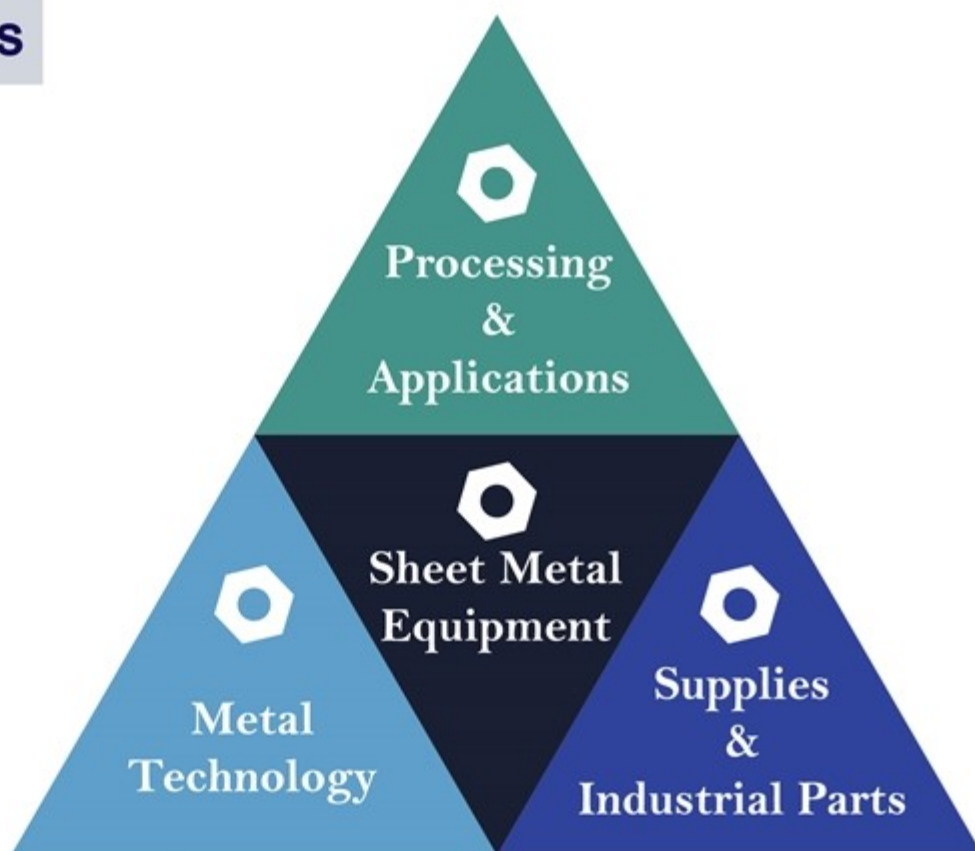 s
Processing
&
Applications
Sheet Metal
Equipment
Metal
Technology
Supplies
&
Industrial Parts